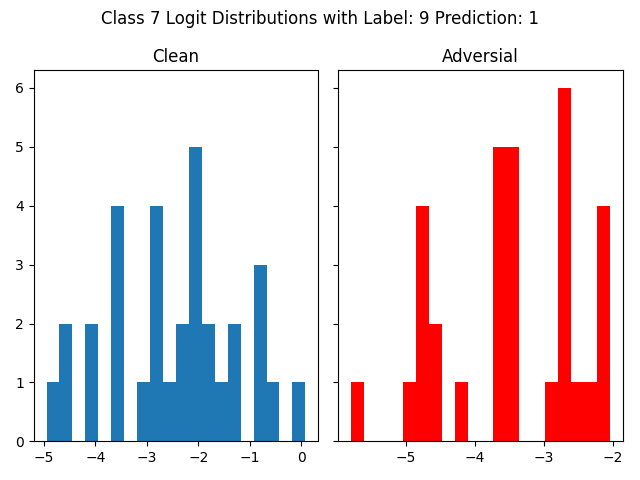 Class 7 Logit Distributions with Label: 9 Prediction: 1
Clean
Adversial
6
5
4
3
2
1
0
−5 −4 −3 −2 −1 0
−5 −4 −3 −2